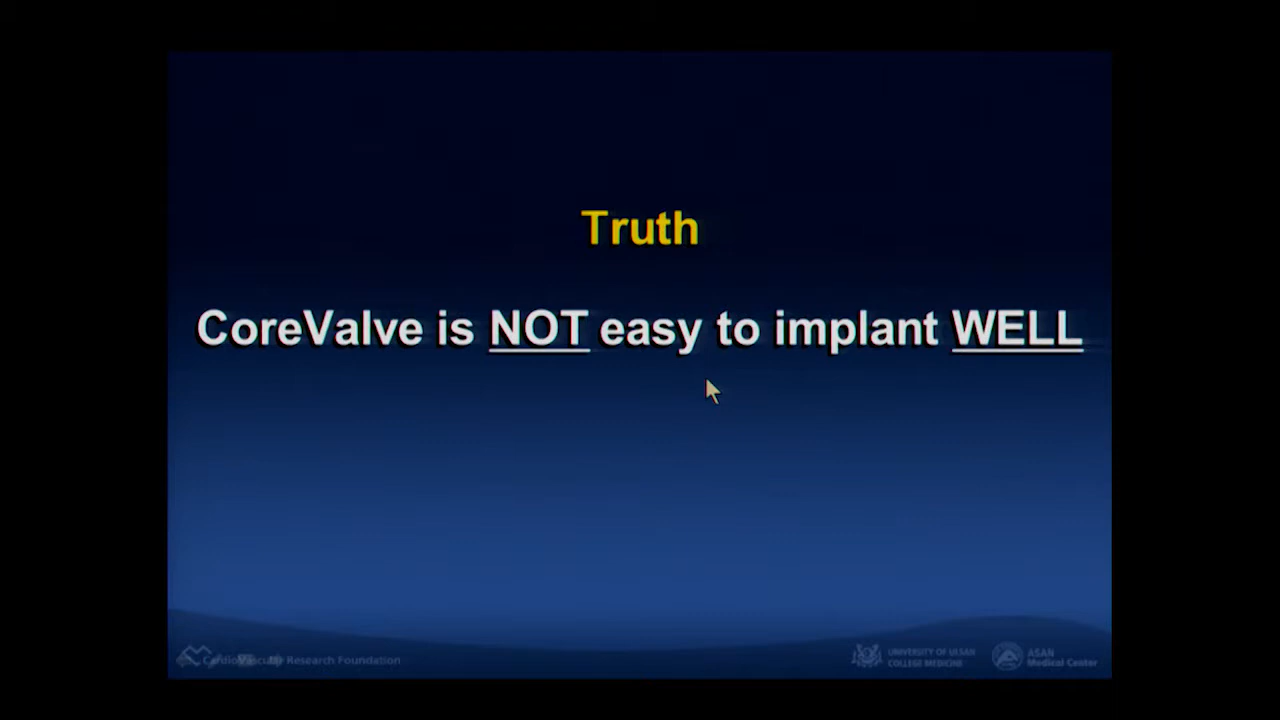 Truth
CoreValve is NOT easy to implant WELL
CardioVascular Research Foundation
UNIVERSITY OF ULSAN
COLLEGE MEDICINE
ASAN
Medical Center